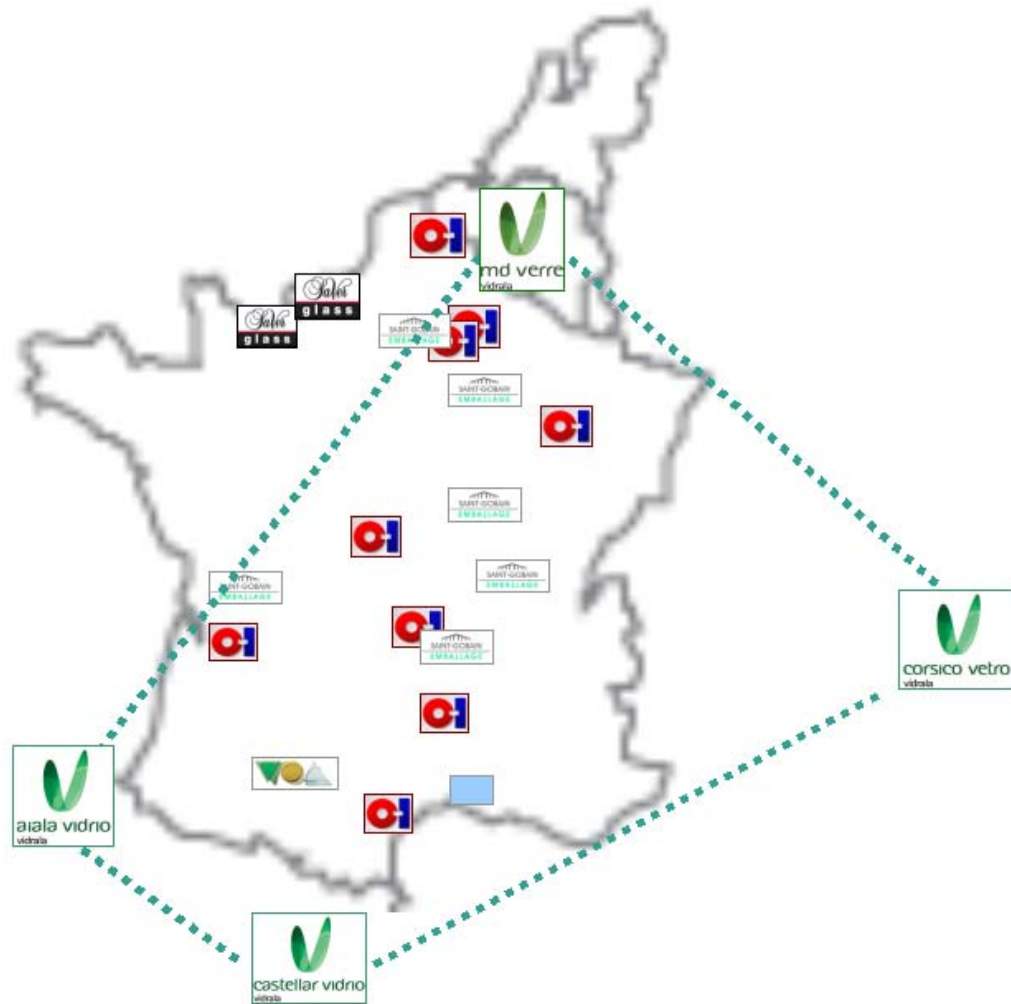 O-I
md verre
vidrala
Saver
glass
Saver
glass
SAINT-GOBAIN
EMBALLAGE
O-I
O-I
SAINT-GOBAIN
EMBALLAGE
O-I
SAINT-GOBAIN
EMBALLAGE
O-I
SAINT-GOBAIN
EMBALLAGE
SAINT-GOBAIN
EMBALLAGE
O-I
O-I
SAINT-GOBAIN
EMBALLAGE
corsico vetro
vidrala
O-I
VOA
aiala vidrio
vidrala
O-I
castellar vidrio
vidrala